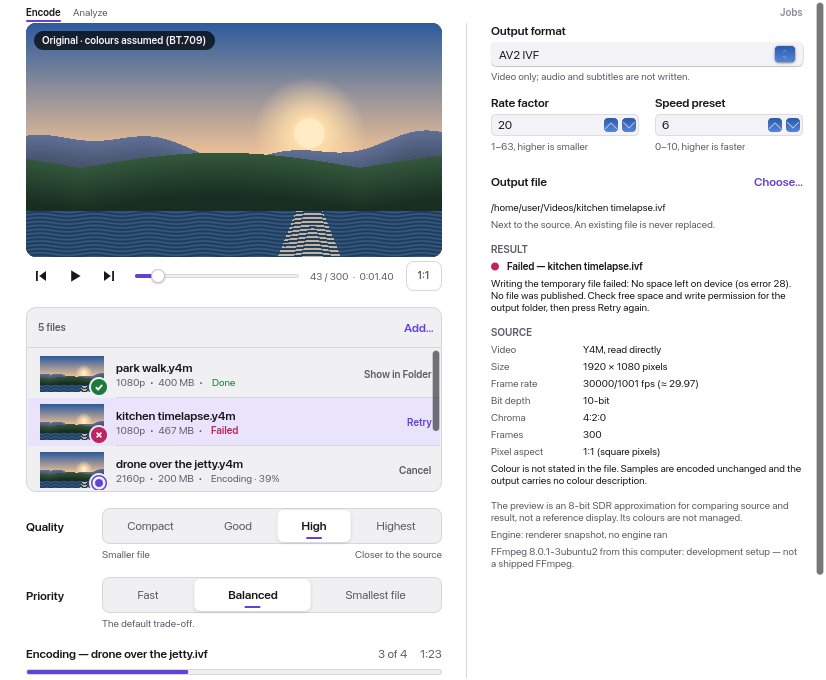 Encode Analyze
Jobs
Original · colours assumed (BT.709)
43 / 300 · 0:01.40
1:1
5 files
Add...
park walk.y4m
1080p • 400 MB • Done
Show in Folder
kitchen timelapse.y4m
1080p • 467 MB • Failed
Retry
drone over the jetty.y4m
2160p • 200 MB • Encoding · 39%
Cancel
Quality
Compact Good High Highest
Smaller file
Closer to the source
Priority
Fast Balanced Smallest file
The default trade-off.
Encoding — drone over the jetty.ivf
3 of 4 1:23
Output format
AV2 IVF
Video only; audio and subtitles are not written.
Rate factor
20
1–63, higher is smaller
Speed preset
6
0–10, higher is faster
Output file
Choose...
/home/user/Videos/kitchen timelapse.ivf
Next to the source. An existing file is never replaced.
RESULT
Failed — kitchen timelapse.ivf
Writing the temporary file failed: No space left on device (os error 28).
No file was published. Check free space and write permission for the
output folder, then press Retry again.
SOURCE
Video Y4M, read directly
Size 1920 × 1080 pixels
Frame rate 30000/1001 fps (≈ 29.97)
Bit depth 10-bit
Chroma 4:2:0
Frames 300
Pixel aspect 1:1 (square pixels)
Colour is not stated in the file. Samples are encoded unchanged and the
output carries no colour description.
The preview is an 8-bit SDR approximation for comparing source and
result, not a reference display. Its colours are not managed.
Engine: renderer snapshot, no engine ran
FFmpeg 8.0.1-3ubuntu2 from this computer: development setup — not
a shipped FFmpeg.